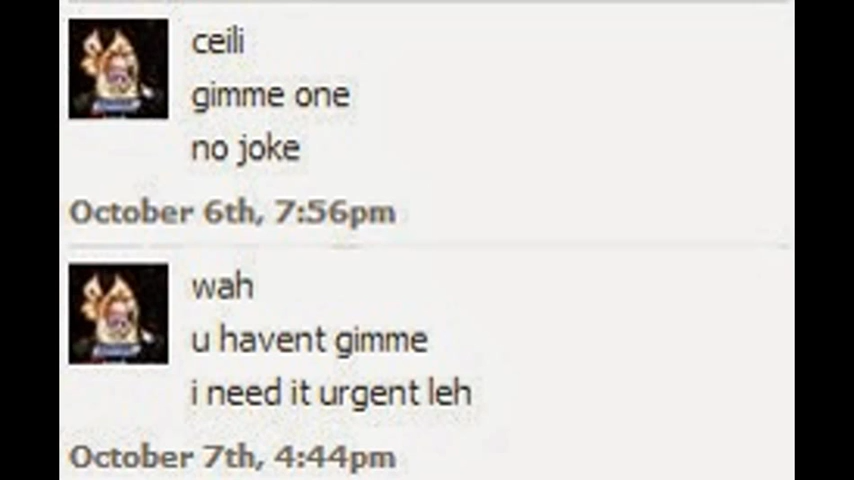 ceili
gimme one
no joke
October 6th, 7:56pm
wah
u havent gimme
i need it urgent leh
October 7th, 4:44pm